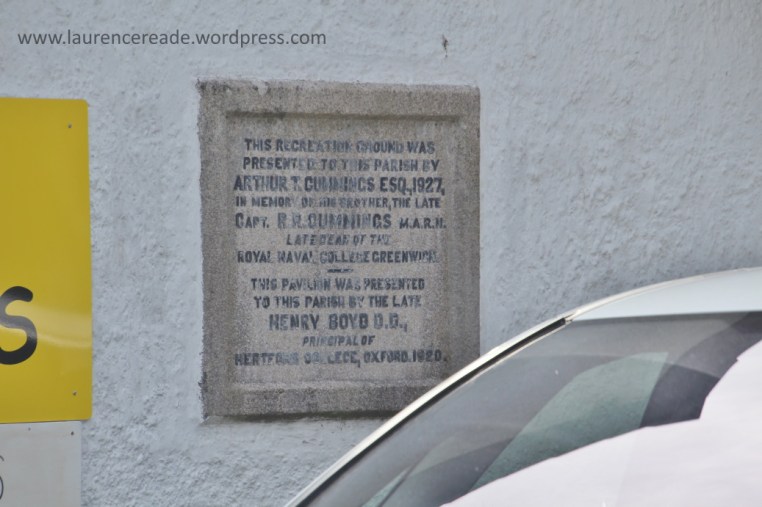 www.laurencereade.wordpress.com
THIS RECREATION GROUND WAS
PRESENTED TO THIS PARISH BY
ARTHUR T. CUMMINGS ESQ., 1927,
IN MEMORY OF HIS BROTHER, THE LATE
CAPT. R.R. CUMMINGS M.A.R.N.
LATE DEAN OF THE
ROYAL NAVAL COLLEGE GREENWICH.
THIS PAVILION WAS PRESENTED
TO THIS PARISH BY THE LATE
HENRY BOYD D.D.,
PRINCIPAL OF
HERTFORD COLLEGE, OXFORD. 1920.
s